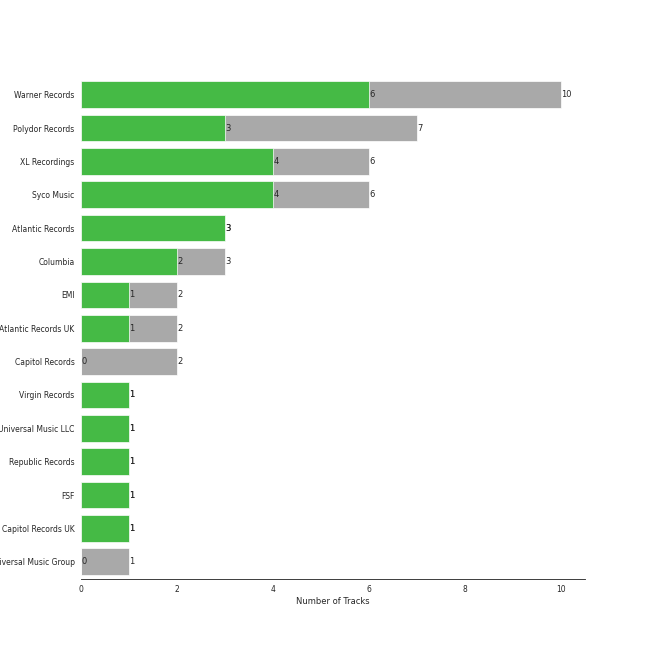 Warner Records 6 10
Polydor Records 3 7
XL Recordings 4 6
Syco Music 4 6
Atlantic Records 3
Columbia 2 3
EMI 1 2
Atlantic Records UK 1 2
Capitol Records 0 2
Virgin Records 1
Universal Music LLC 1
Republic Records 1
FSF 1
Capitol Records UK 1
iversal Music Group 0 1
0 2 4 6 8 10
Number of Tracks